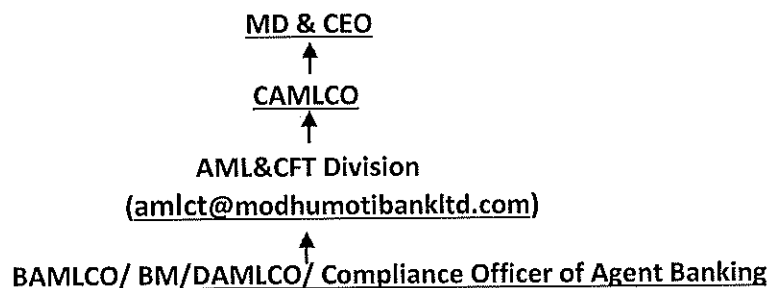 MD & CEO
CAMLCO
AML&CFT Division
(amlct@modhumotibankltd.com)
BAMLCO/ BM/DAMLCO/ Compliance Officer of Agent Banking